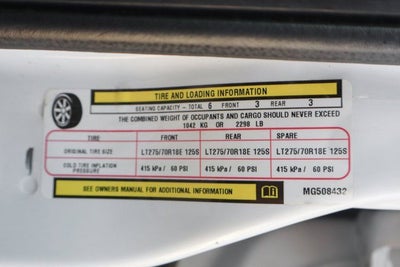 TIRE AND LOADING INFORMATION
SEATING CAPACITY - TOTAL 6 FRONT 3 REAR 3
THE COMBINED WEIGHT OF OCCUPANTS AND CARGO SHOULD NEVER EXCEED
1042 KG OR 2298 LB
TIRE FRONT REAR SPARE
ORIGINAL TIRE SIZE LT275/70R18E 125S LT275/70R18E 125S LT275/70R18E 125S
COLD TIRE INFLATION PRESSURE 415 kPa / 60 PSI 415 kPa / 60 PSI 415 kPa / 60 PSI
SEE OWNERS MANUAL FOR ADDITIONAL INFORMATION MG508432